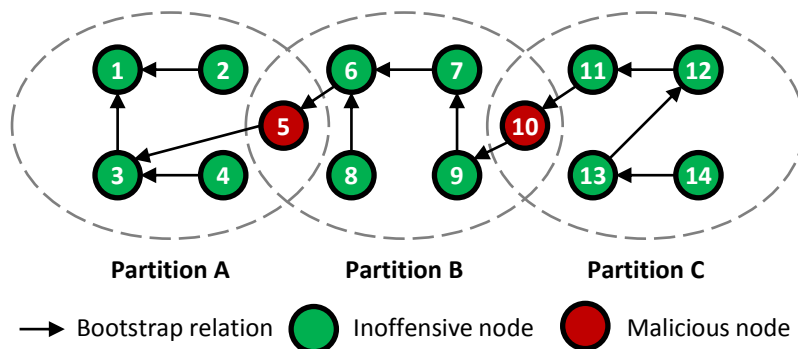 1 2 6 7 11 12
5 10
3 4 8 9 13 14
Partition A Partition B Partition C
Bootstrap relation Inoffensive node Malicious node